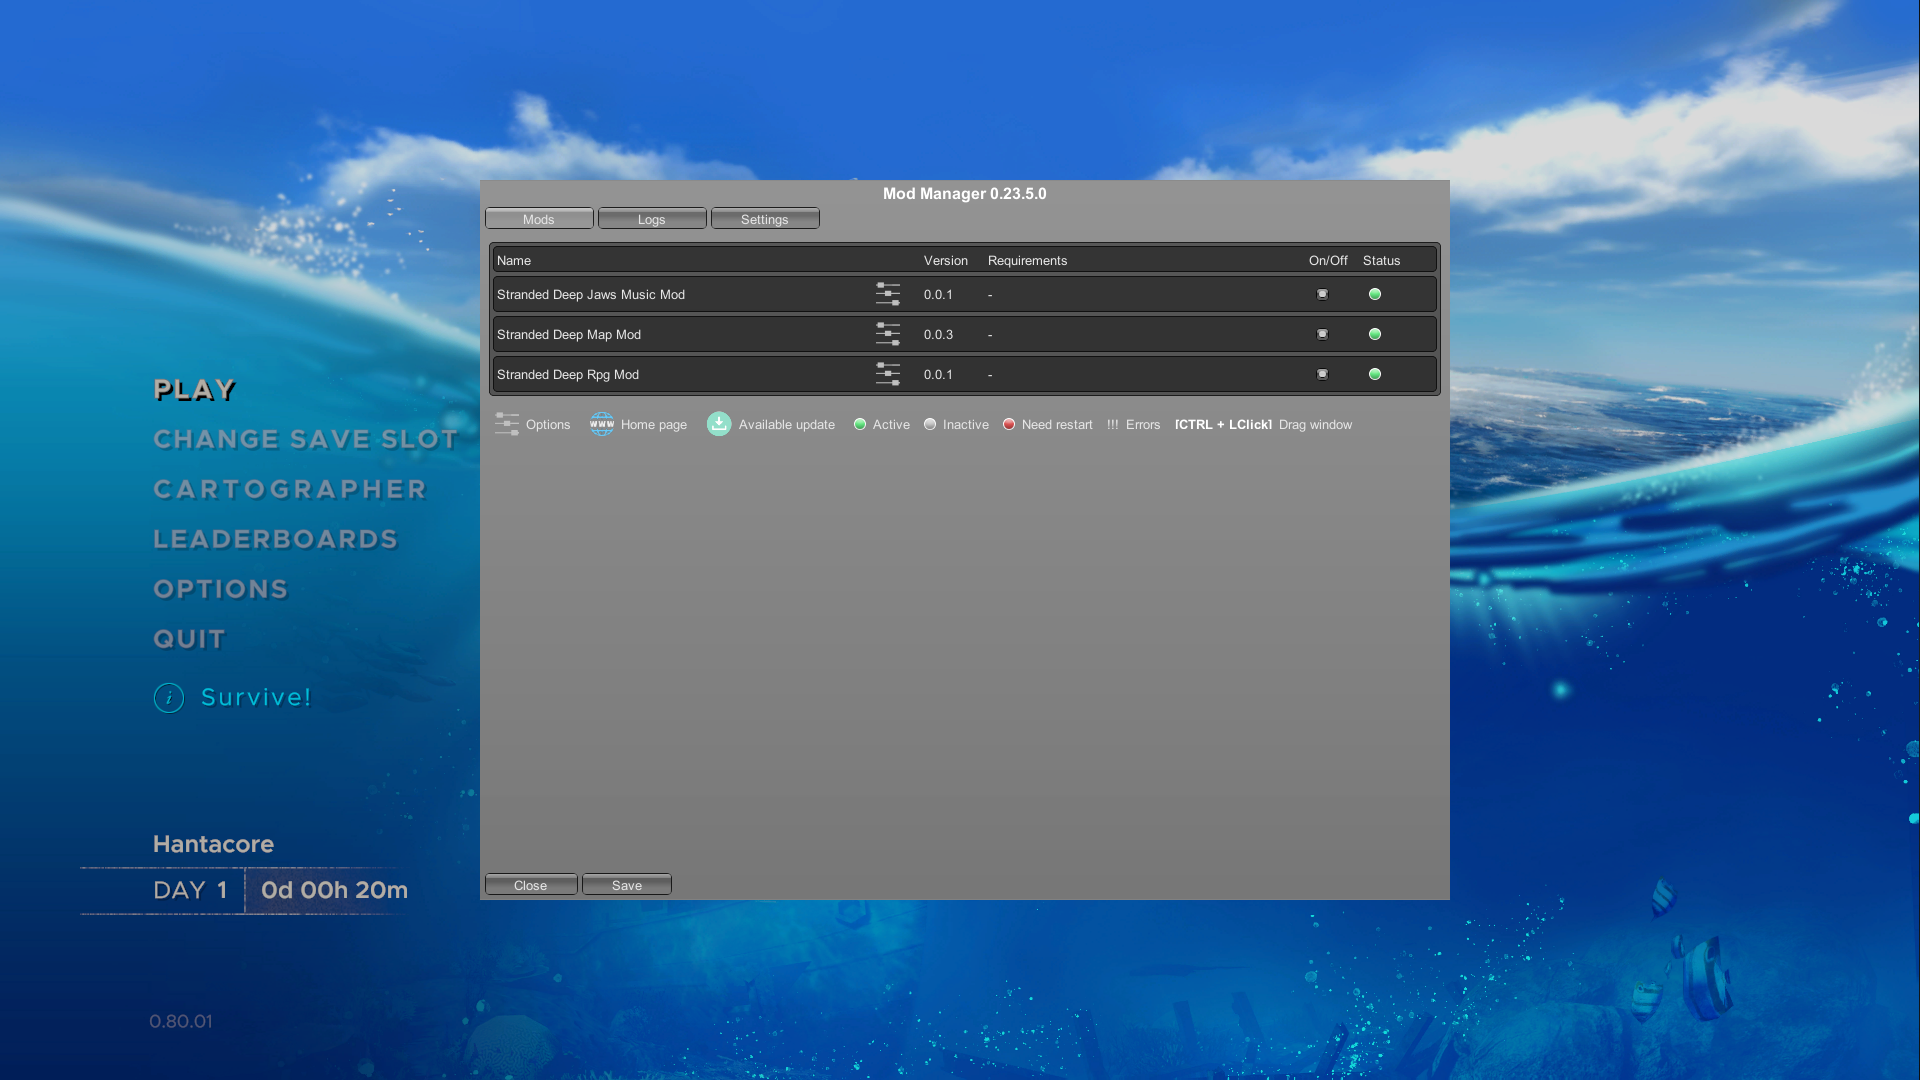 Mod Manager 0.23.5.0
Mods Logs Settings
Name Version Requirements On/Off Status
Stranded Deep Jaws Music Mod 0.0.1 -
Stranded Deep Map Mod 0.0.3 -
Stranded Deep Rpg Mod 0.0.1 -
Options www Home page Available update Active Inactive Need restart !!! Errors [CTRL + LClick] Drag window
Close Save
PLAY
CHANGE SAVE SLOT
CARTOGRAPHER
LEADERBOARDS
OPTIONS
QUIT
i Survive!
Hantacore
DAY 1 0d 00h 20m
0.80.01